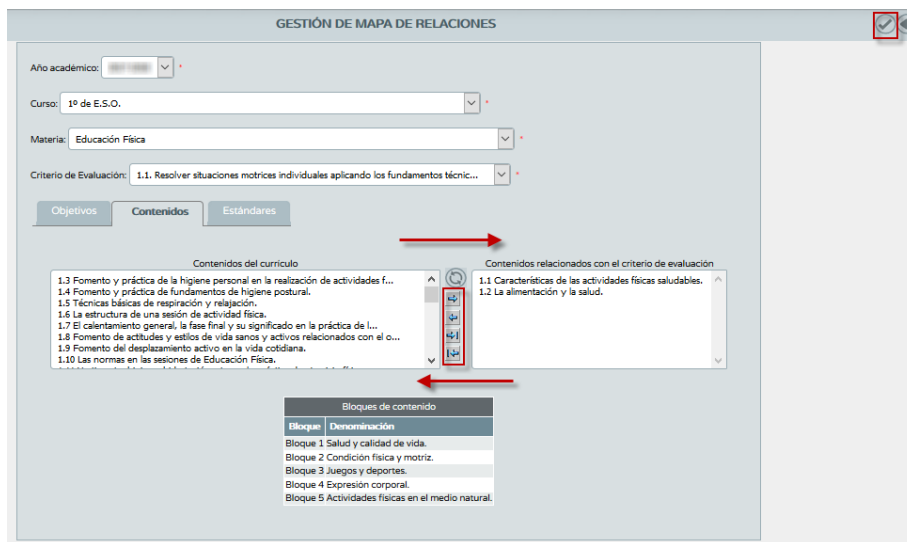 GESTIÓN DE MAPA DE RELACIONES
Año académico: *
Curso: 1º de E.S.O. *
Materia: Educación Física *
Criterio de Evaluación: 1.1. Resolver situaciones motrices individuales aplicando los fundamentos técnic... *
Objetivos Contenidos Estándares
Contenidos del currículo
1.3 Fomento y práctica de la higiene personal en la realización de actividades f...
1.4 Fomento y práctica de fundamentos de higiene postural.
1.5 Técnicas básicas de respiración y relajación.
1.6 La estructura de una sesión de actividad física.
1.7 El calentamiento general, la fase final y su significado en la práctica de l...
1.8 Fomento de actitudes y estilos de vida sanos y activos relacionados con el o...
1.9 Fomento del desplazamiento activo en la vida cotidiana.
1.10 Las normas en las sesiones de Educación Física.
Contenidos relacionados con el criterio de evaluación
1.1 Características de las actividades físicas saludables.
1.2 La alimentación y la salud.
Bloques de contenido
Bloque Denominación
Bloque 1 Salud y calidad de vida.
Bloque 2 Condición física y motriz.
Bloque 3 Juegos y deportes.
Bloque 4 Expresión corporal.
Bloque 5 Actividades físicas en el medio natural.